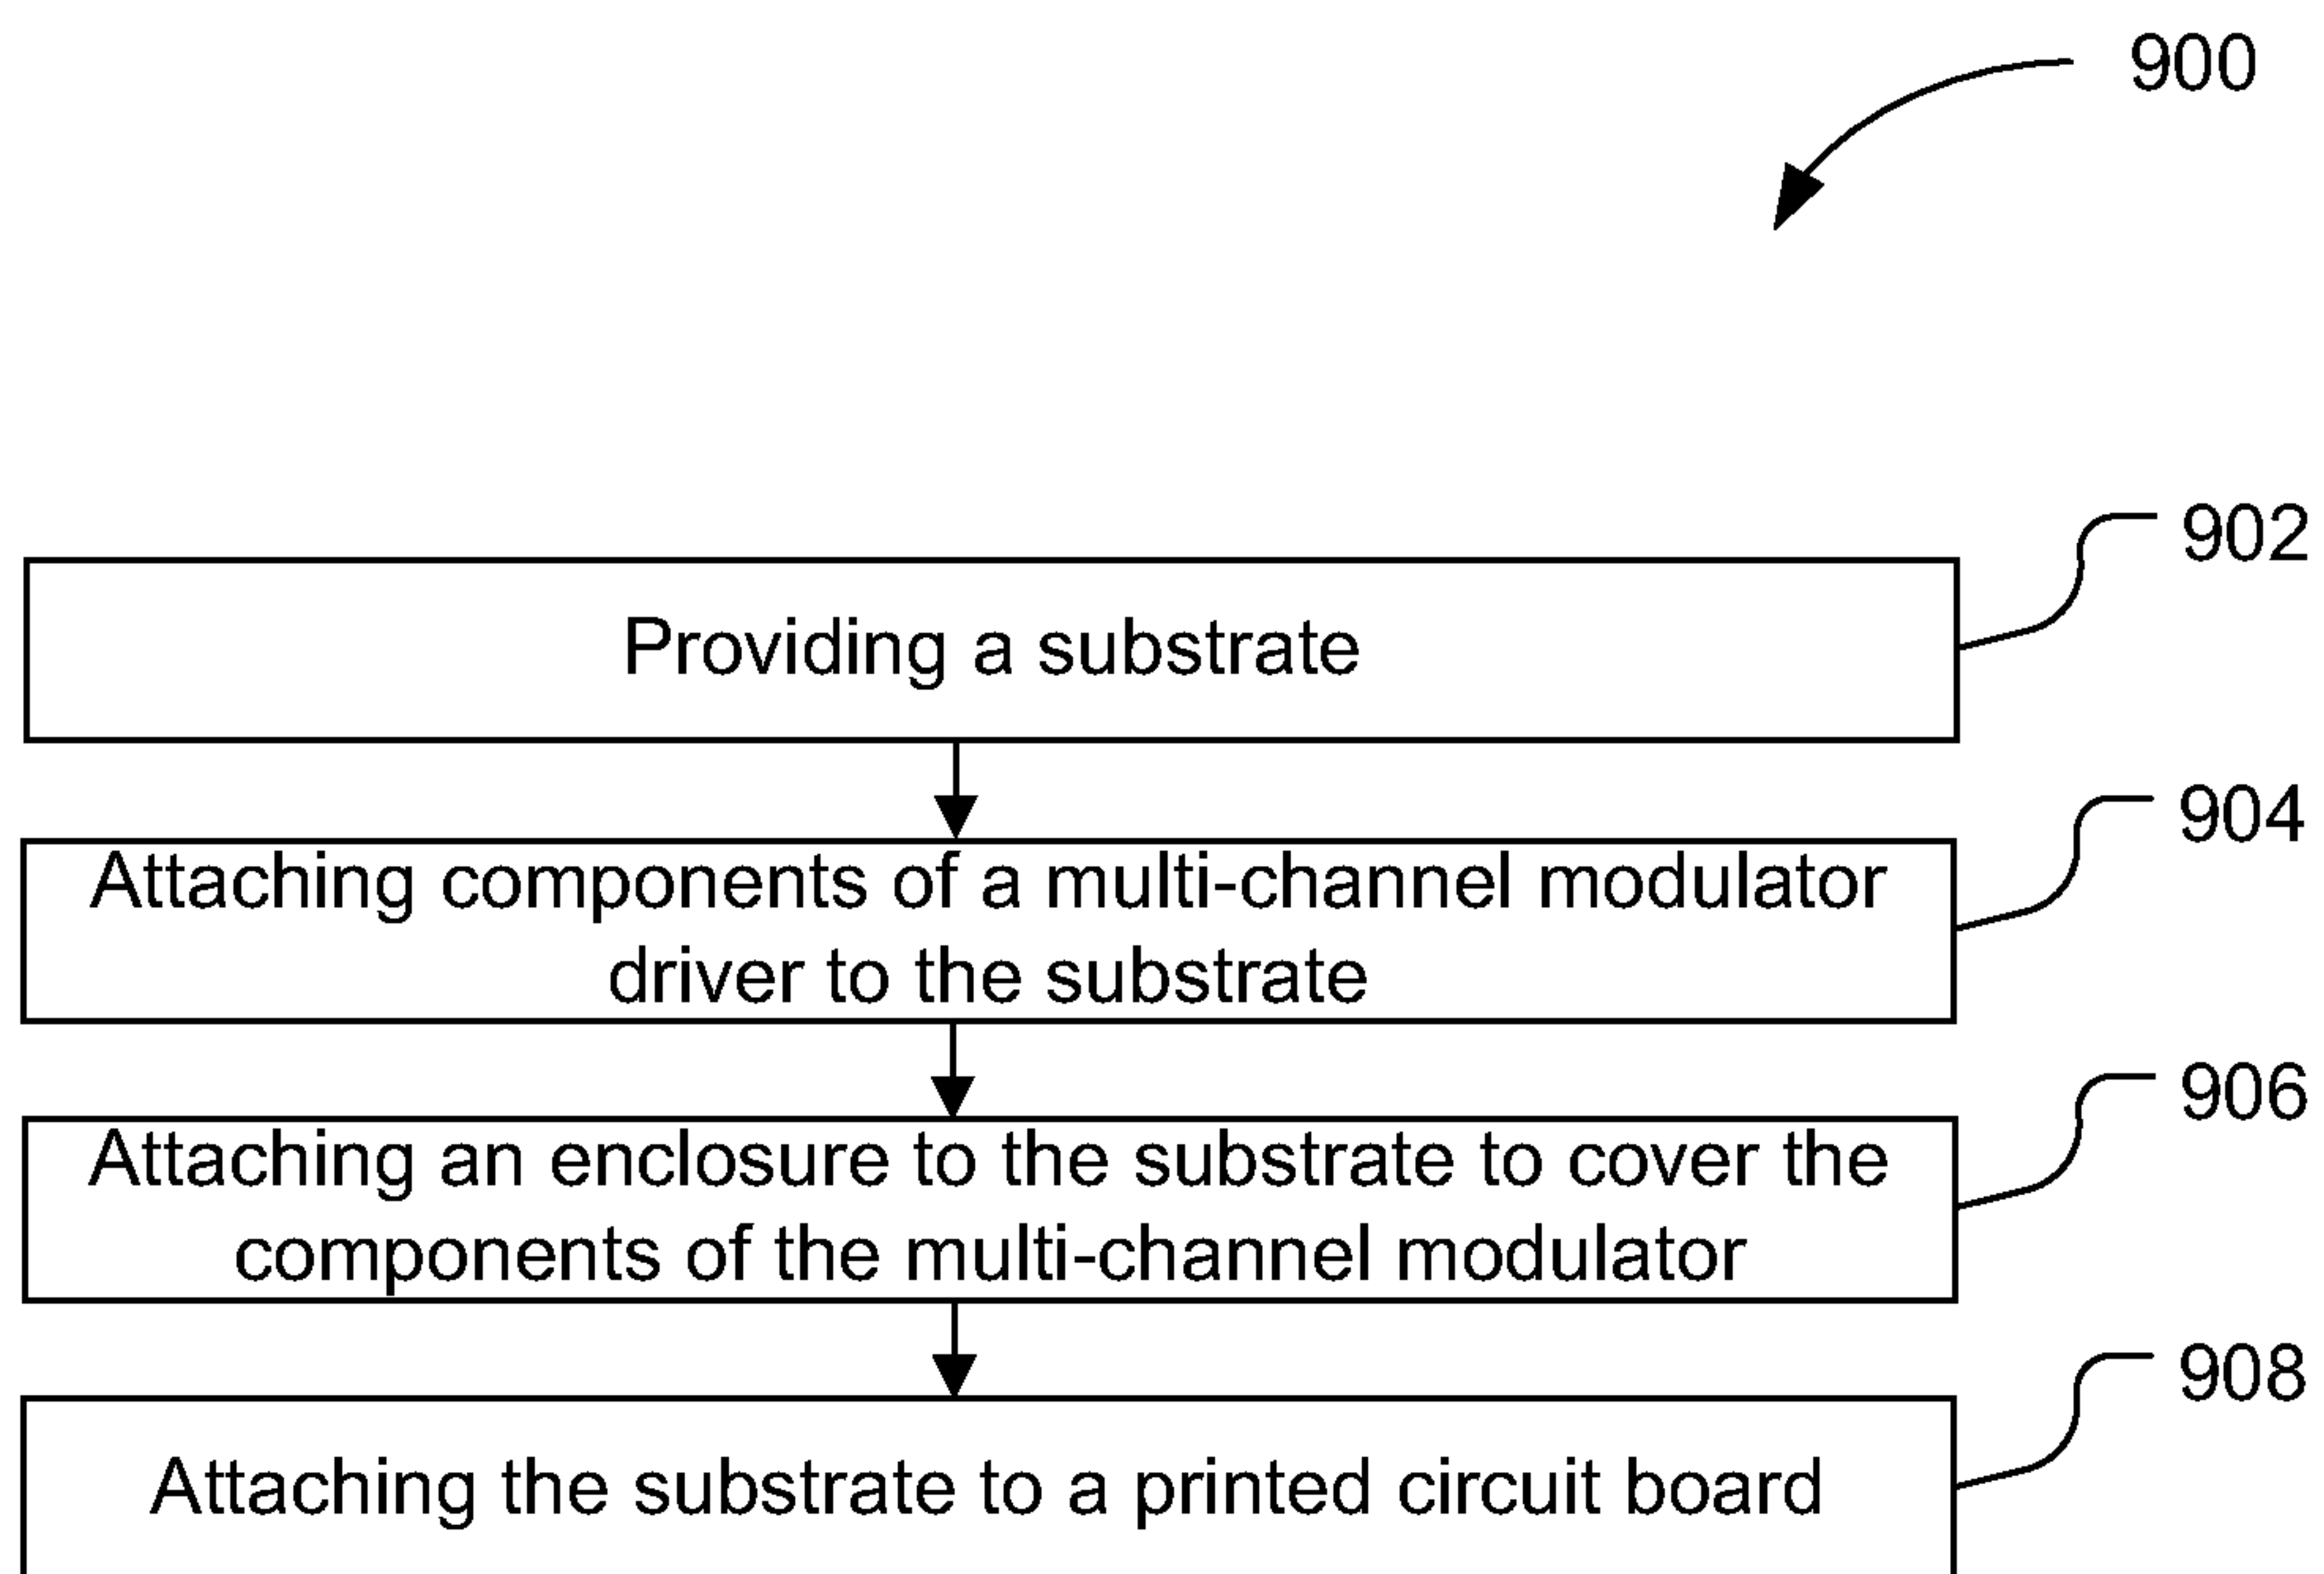 900
902
Providing a substrate
904
Attaching components of a multi-channel modulator
driver to the substrate
906
Attaching an enclosure to the substrate to cover the
components of the multi-channel modulator
908
Attaching the substrate to a printed circuit board